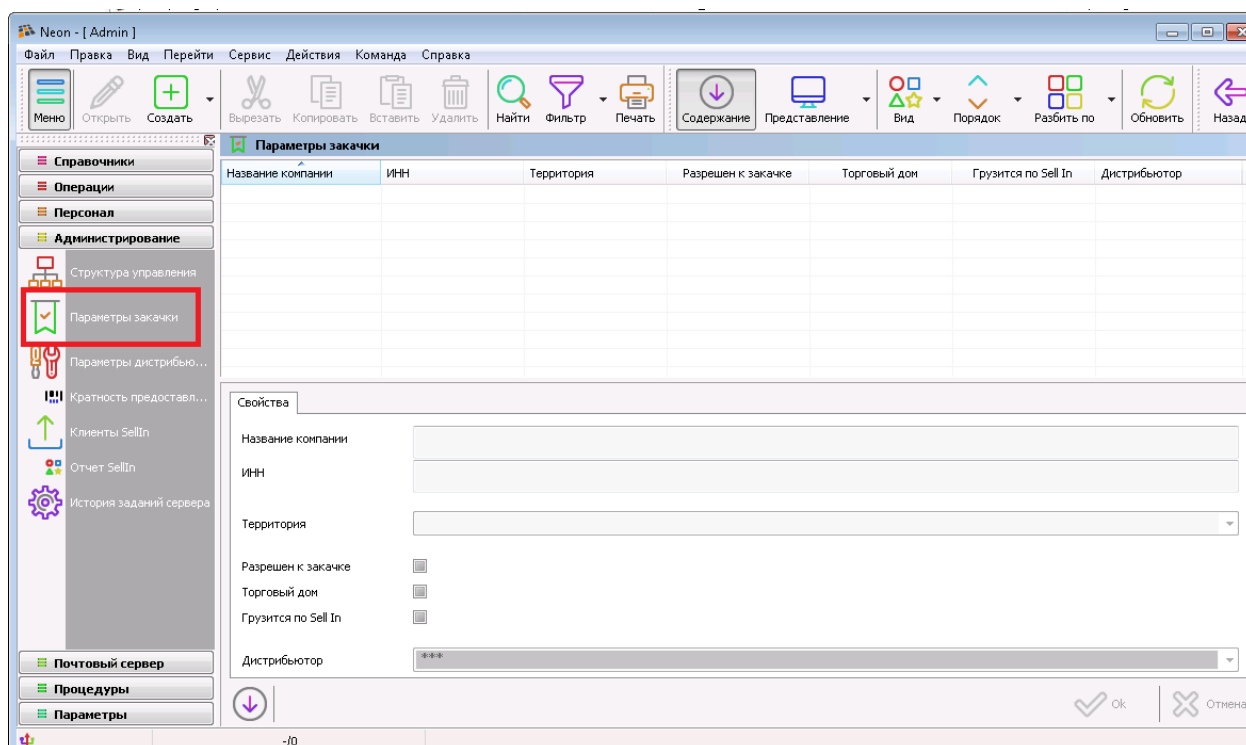 Neon - [ Admin ]
Файл Правка Вид Перейти Сервис Действия Команда Справка
Меню Открыть Создать Вырезать Копировать Вставить Удалить Найти Фильтр Печать Содержание Представление Вид Порядок Разбить по Обновить Назад
Параметры закачки
Справочники
Операции
Персонал
Администрирование
Структура управления
Параметры закачки
Параметры дистрибью...
Кратность предоставл...
Клиенты SellIn
Отчет SellIn
История заданий сервера
Почтовый сервер
Процедуры
Параметры
Название компании ИНН Территория Разрешен к закачке Торговый дом Грузится по Sell In Дистрибьютор
Свойства
Название компании
ИНН
Территория
Разрешен к закачке
Торговый дом
Грузится по Sell In
Дистрибьютор ***
Ok Отмена
-/0